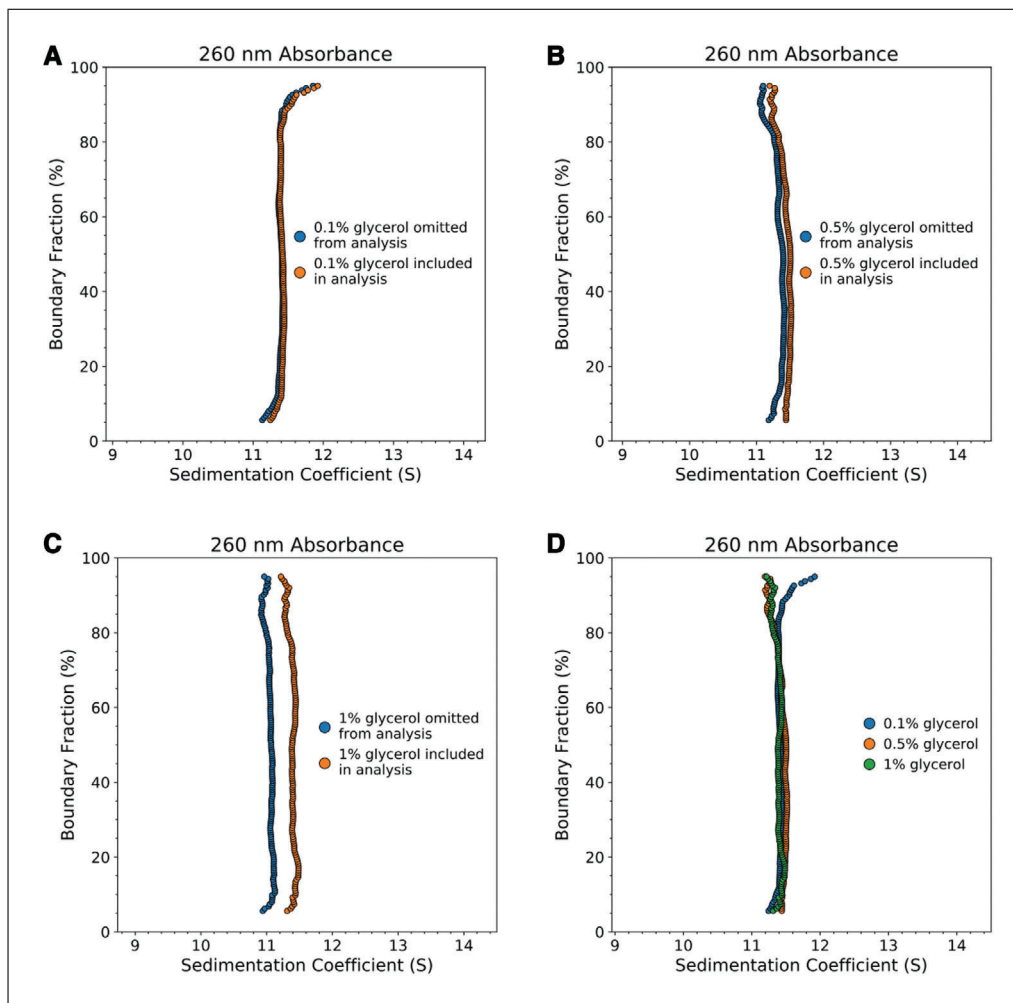 A
260 nm Absorbance
100
80
60
40
20
0
Boundary Fraction (%)
0.1% glycerol omitted
from analysis
0.1% glycerol included
in analysis
9
10
11
12
13
14
Sedimentation Coefficient (S)
B
260 nm Absorbance
100
80
60
40
20
0
Boundary Fraction (%)
0.5% glycerol omitted
from analysis
0.5% glycerol included
in analysis
9
10
11
12
13
14
Sedimentation Coefficient (S)
C
260 nm Absorbance
100
80
60
40
20
0
Boundary Fraction (%)
1% glycerol omitted
from analysis
1% glycerol included
in analysis
9
10
11
12
13
14
Sedimentation Coefficient (S)
D
260 nm Absorbance
100
80
60
40
20
0
Boundary Fraction (%)
0.1% glycerol
0.5% glycerol
1% glycerol
9
10
11
12
13
14
Sedimentation Coefficient (S)